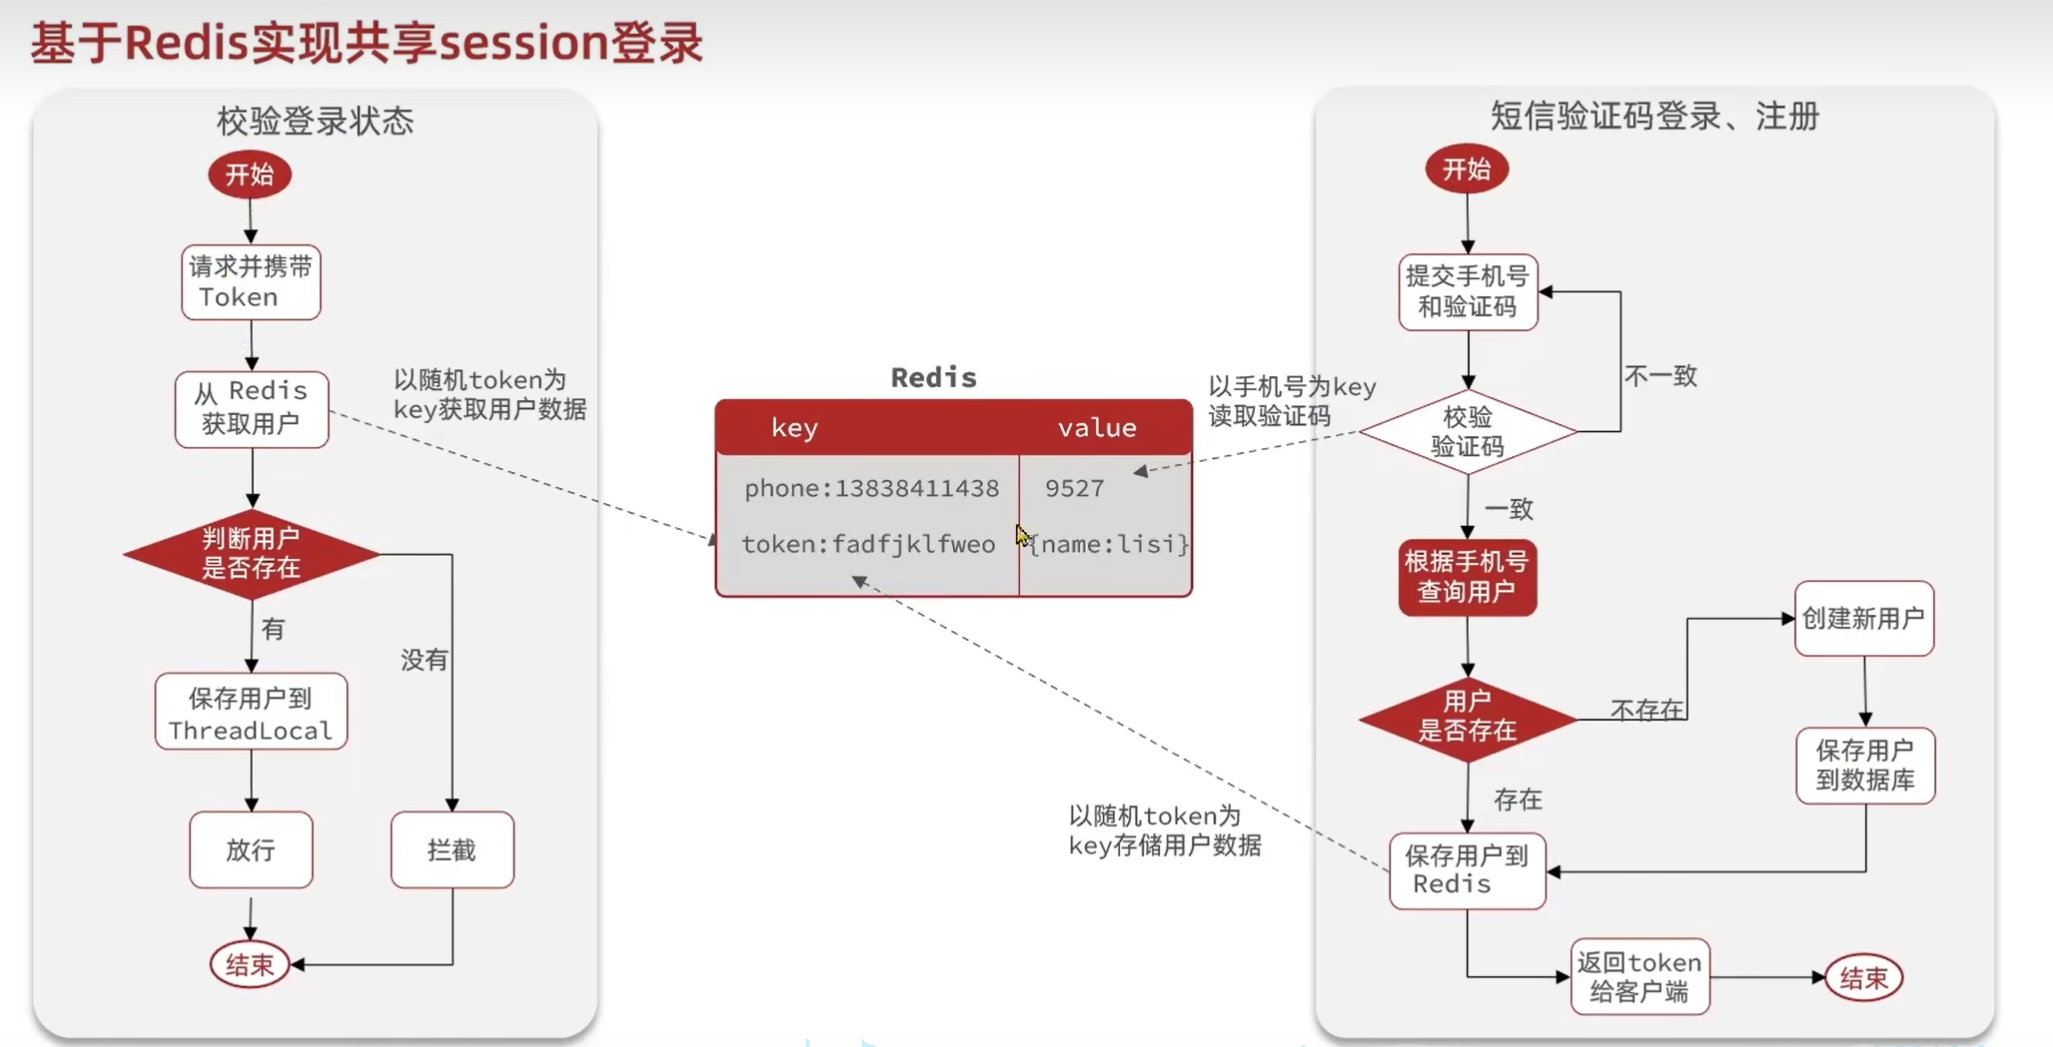 基于Redis实现共享session登录
校验登录状态
开始
请求并携带
Token
从 Redis
获取用户
以随机token为
key获取用户数据
判断用户
是否存在
有
没有
保存用户到
ThreadLocal
放行
拦截
结束
Redis
key
value
phone:13838411438
9527
token:fadfjklfweo
{name:lisi}
以手机号为key
读取验证码
以随机token为
key存储用户数据
短信验证码登录、注册
开始
提交手机号
和验证码
不一致
校验
验证码
一致
根据手机号
查询用户
用户
是否存在
不存在
创建新用户
保存用户
到数据库
存在
保存用户到
Redis
返回token
给客户端
结束